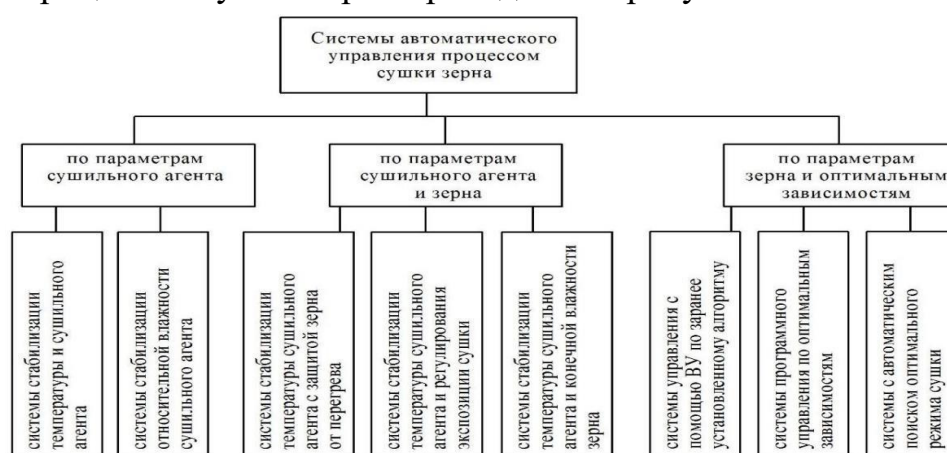 Системы автоматического
управления процессом
сушки зерна
по параметрам
сушильного агента
по параметрам
сушильного агента
и зерна
по параметрам
зерна и оптимальным
зависимостям
системы стабилизации
температуры и сушильного
агента
системы стабилизации
относительной влажности
сушильного агента
системы стабилизации
температуры сушильного
агента с защитой зерна
от перегрева
системы стабилизации
температуры сушильного
агента и регулирования
экспозиции сушки
системы стабилизации
температуры сушильного
агента и конечной влажности
зерна
системы управления с
помощью ВУ по заранее
установленному алгоритму
системы программного
управления по оптимальным
зависимостям
системы с автоматическим
поиском оптимального
режима сушки